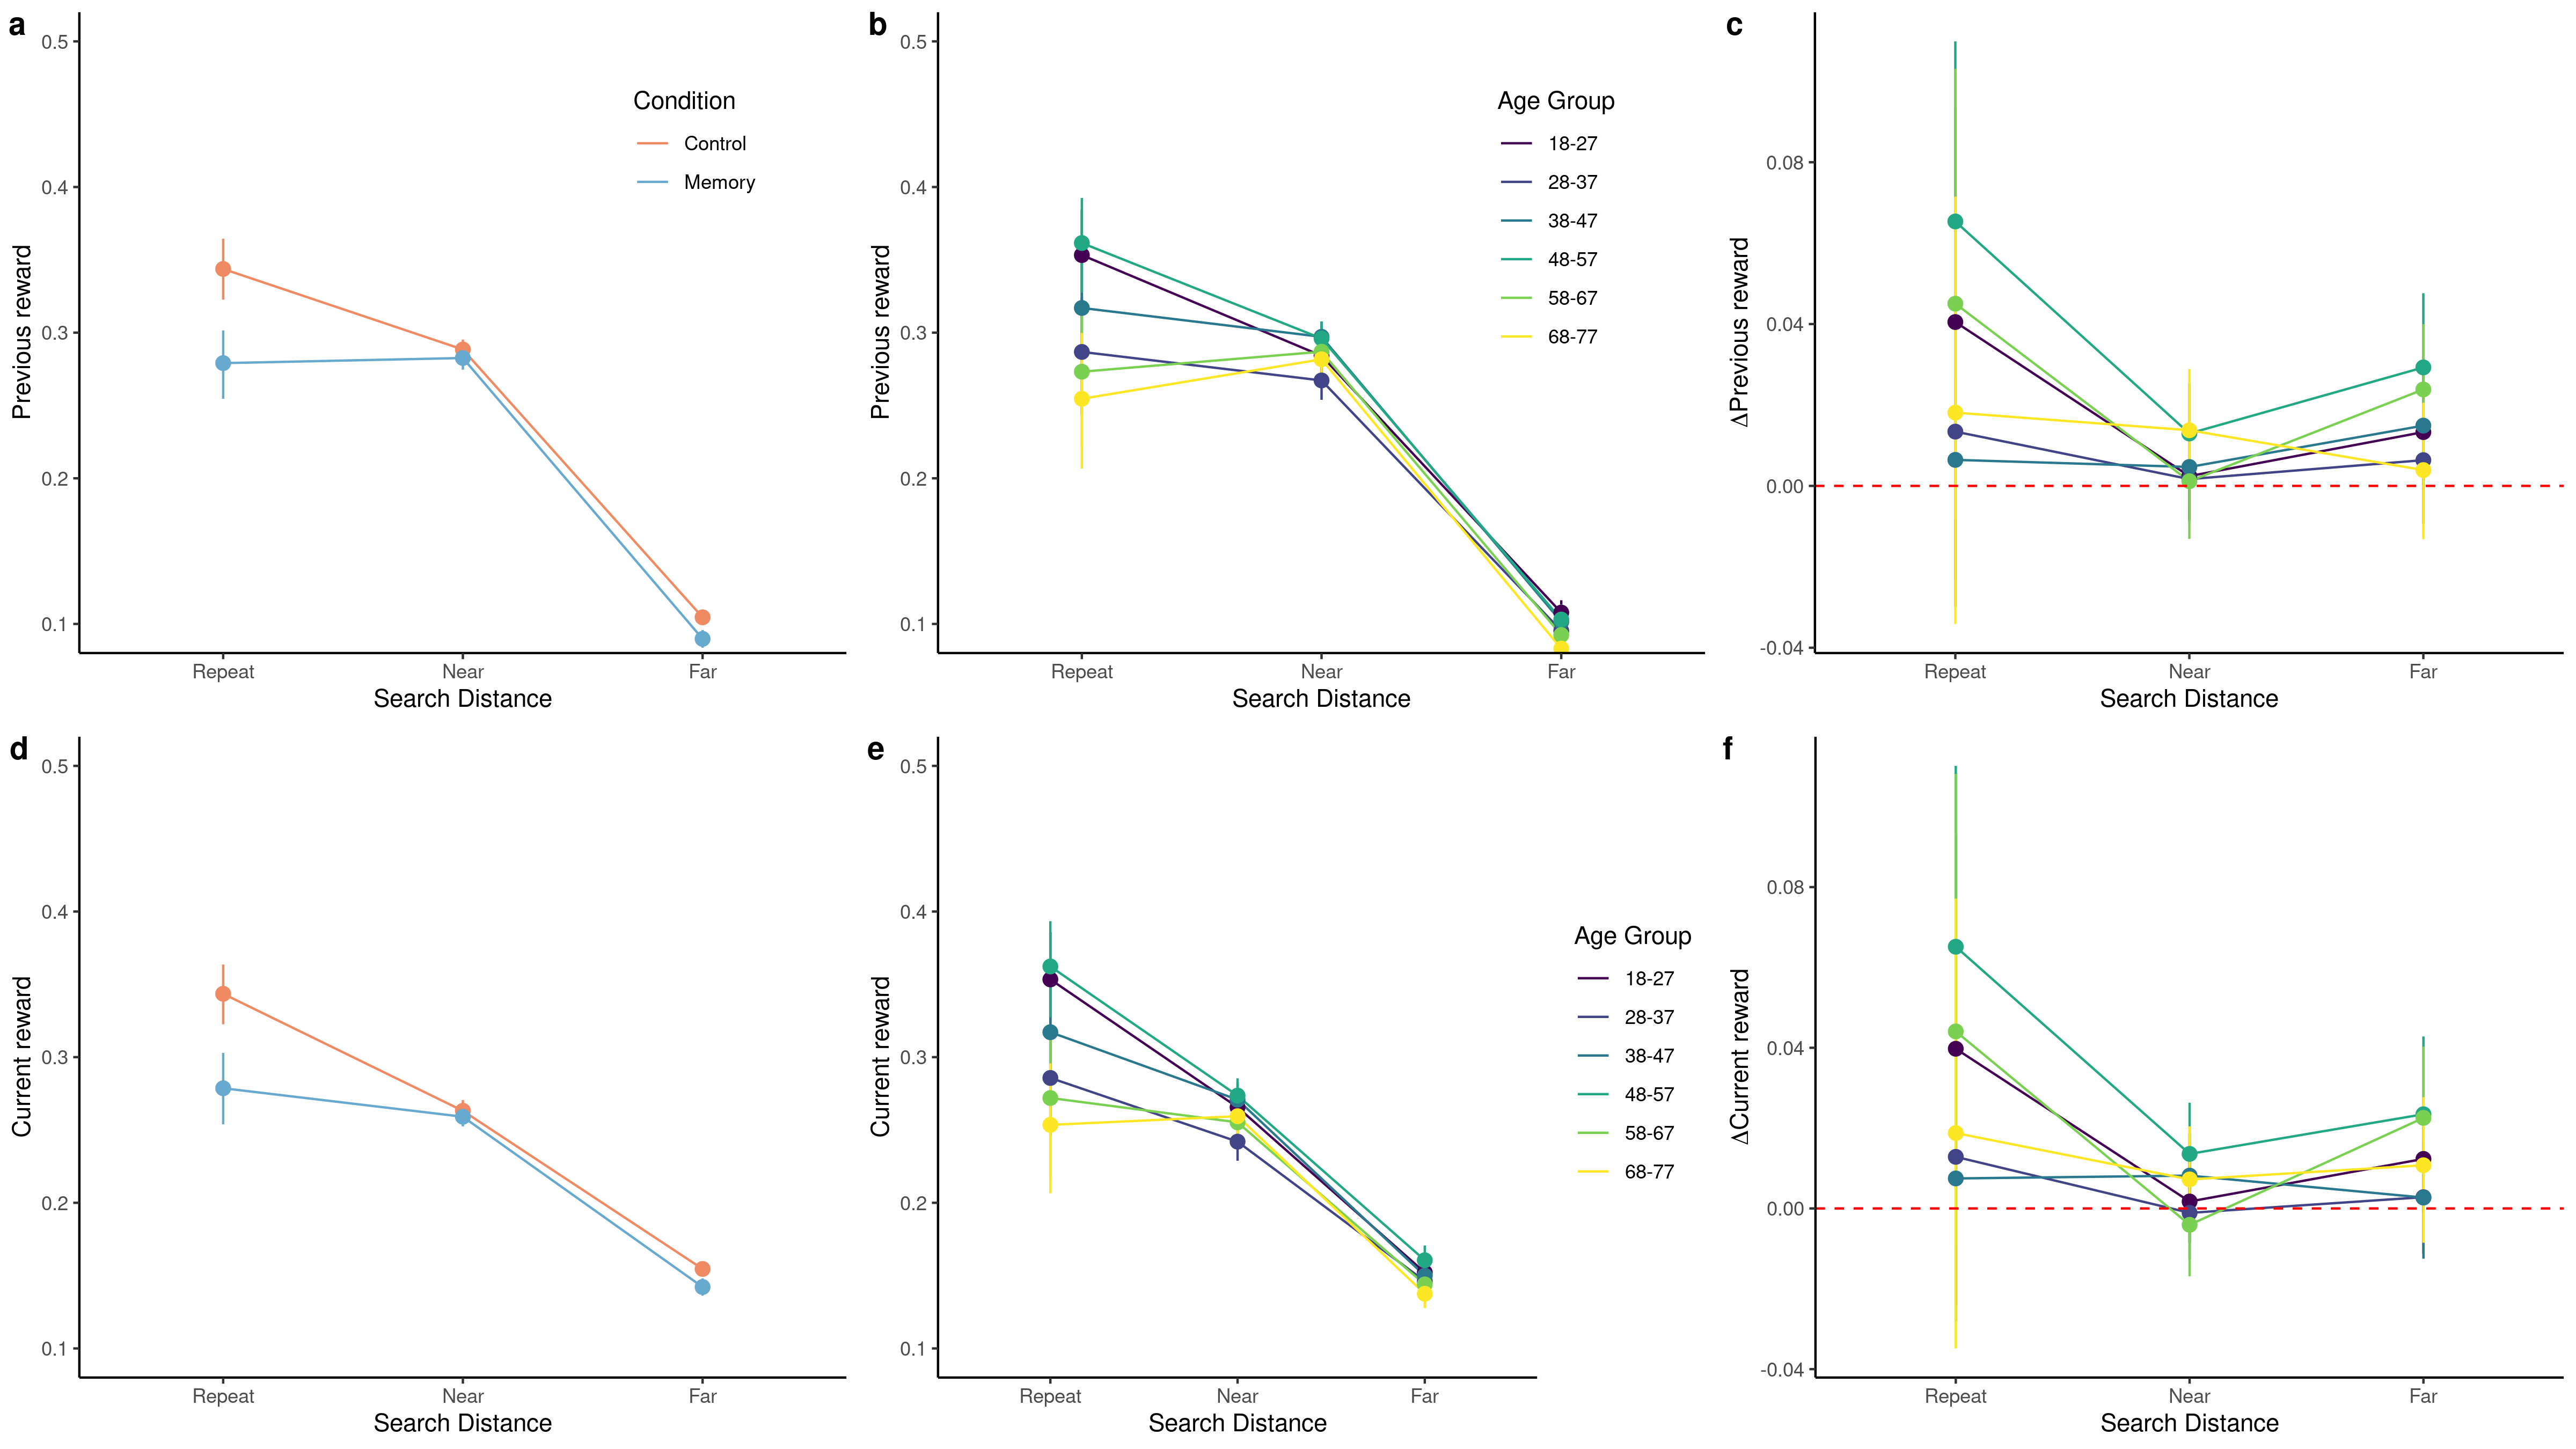 a
0.5
0.4
0.3
0.2
0.1
Previous reward
Condition
Control
Memory
Repeat Near Far
Search Distance
b
0.5
0.4
0.3
0.2
0.1
Previous reward
Age Group
18-27
28-37
38-47
48-57
58-67
68-77
Repeat Near Far
Search Distance
c
0.08
0.04
0.00
-0.04
ΔPrevious reward
Repeat Near Far
Search Distance
d
0.5
0.4
0.3
0.2
0.1
Current reward
Repeat Near Far
Search Distance
e
0.5
0.4
0.3
0.2
0.1
Current reward
Age Group
18-27
28-37
38-47
48-57
58-67
68-77
Repeat Near Far
Search Distance
f
0.08
0.04
0.00
-0.04
ΔCurrent reward
Repeat Near Far
Search Distance